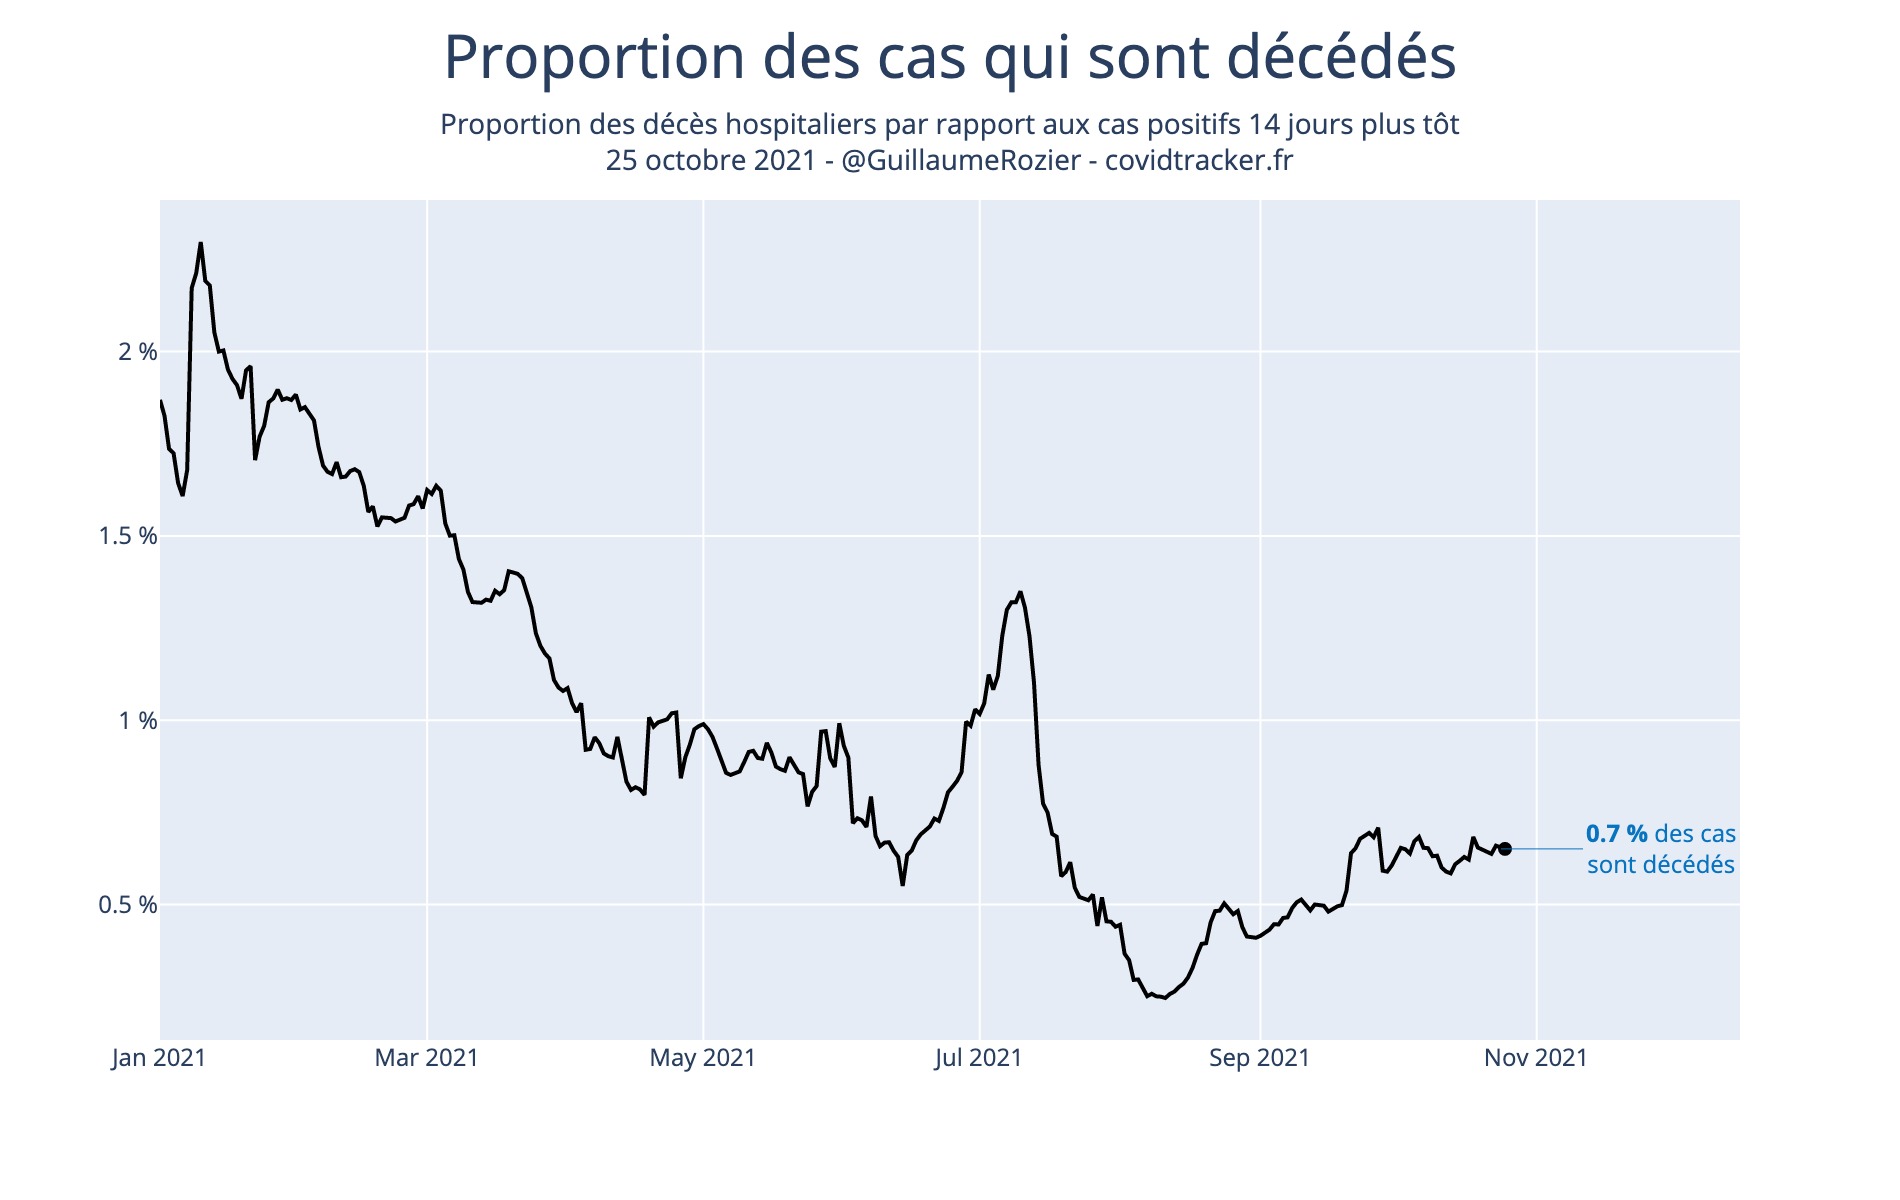 Proportion des cas qui sont décédés
Proportion des décès hospitaliers par rapport aux cas positifs 14 jours plus tôt
25 octobre 2021 - @GuillaumeRozier - covidtracker.fr
2 %
1.5 %
1 %
0.5 %
0.7 % des cas
sont décédés
Jan 2021
Mar 2021
May 2021
Jul 2021
Sep 2021
Nov 2021